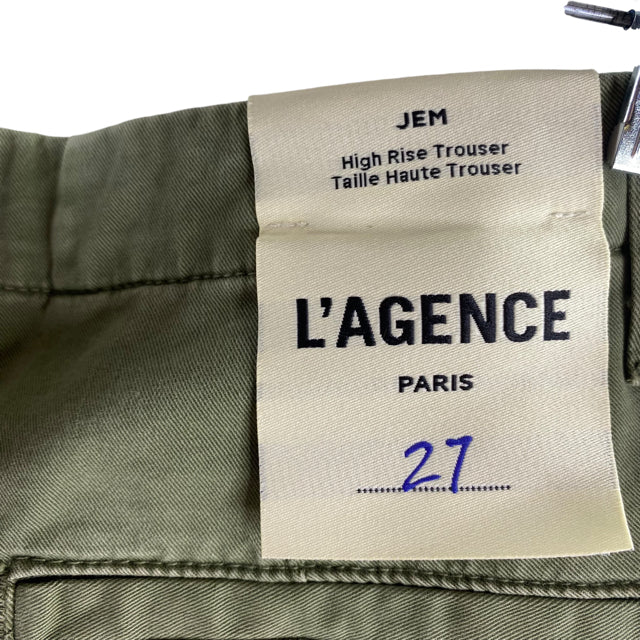 JEM
High Rise Trouser
Taille Haute Trouser
L'AGENCE
PARIS
27